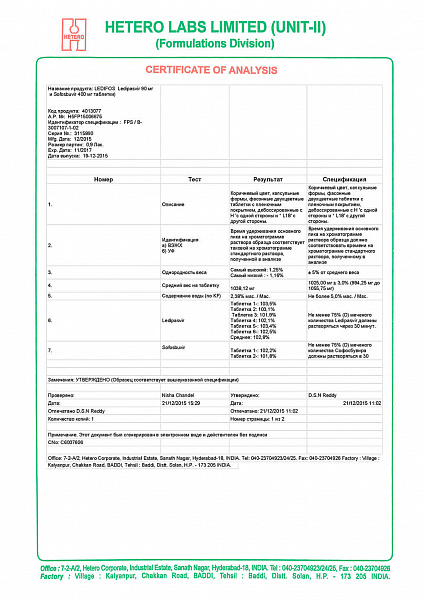 HETERO
HETERO LABS LIMITED (UNIT-II)
(Formulations Division)
CERTIFICATE OF ANALYSIS
Название продукта: LEDIFOS Ledipasvir 90 мг
и Sofosbuvir 400 мг таблетки)
Код продукта: 4013077
A.P. №: HSFP15006675
Идентификатор спецификации : FPS / B-
3007107-1-02
Серия №.: 3115993
Mfg. Дата: 12/2015
Размер партии: 0,9 Лак.
Exp. Дата: 11/2017
Дата выпуска: 19-12-2015
Номер Тест Результат Спецификация
1.
Описание
Коричневый цвет, капсульные
формы, фасонные
двухцветные таблетки с пленочным
покрытием, дебоссированные с
Н 'с одной стороны и " L18' с
другой стороны.
Коричневый цвет, капсульные
формы, фасонные
двухцветные таблетки с
пленочным покрытием,
дебоссированные с Н 'с одной
стороны и " L18' с другой
стороны.
2.
Идентификация
а) ВЭЖХ
б) УФ
Время удерживания основного
пика на хроматограмме
раствора образца соответствует
таковой на хроматограмме
стандартного раствора,
полученной в анализе
Время удерживания основного
пика на хроматограмме
раствора образца должно
соответствовать времени на
хроматограмме стандартного
раствора, полученному в
анализе
3.
Однородность веса
Самый высокий: 1,25%
Самый низкий : - 1,16%
± 5% от среднего веса
4.
Средний вес на таблетку
1038,12 мг
1025,00 мг ± 3,0% (994,25 мг до
1055,75 мг)
5.
Содержание воды (по KF)
2,38% мас. / Мас.
Не более 5,0% мас. / Мас.
6.
Ledipasvir
Таблетка 1-: 103,5%
Таблетка 2: 103,1%
Таблетка 3: 101,9%
Таблетка 4: 102,1%
Таблетка 5-: 103,4%
Таблетка 6-: 102,5%
Среднее: 102,9%
Не менее 75% (D) меченого
количества Ledipasvir должны
растворяться через 30 минут.
7.
Sofosbuvir
Таблетка 1-: 102,2%
Таблетка 2-: 101,8%
Не менее 75% (D) меченого
количества Софосбувира
должны растворяться в 30
Замечания: УТВЕРЖДЕНО (Образец соответствует вышеуказанной спецификации)
Проверено: Nisha Chandel Утверждено: D.S.N Reddy
Дата: 21/12/2015 15:29 Дата: 21/12/2015 11:02
Отпечатано D.S.N Reddy Отпечатано: 21/12/2015 11:02
Количество копий: 1 Номер страницы: 1 из 2
Примечание. Этот документ был сгенерирован в электронном виде и действителен без подписи
CNo: C6037606
Office: 7-2-A/2, Hetero Corporate, Industrial Estate, Sanath Nagar, Hyderabad-18, INDIA. Tel: 040-23704923/24/25. Fax: 040-23704926 Factory : Village :
Kalyanpur, Chakkan Road, BADDI, Tehsil : Baddi, Distt. Solan, H.P. - 173 205 INDIA.
Office : 7-2-A/2, Hetero Corporate, Industrial Estate, Sanath Nagar, Hyderabad-18, INDIA. Tel : 040-23704923/24/25, Fax : 040-23704926
Factory : Village : Kalyanpur, Chakkan Road, BADDI, Tehsil : Baddi, Distt. Solan, H.P. - 173 205 INDIA.